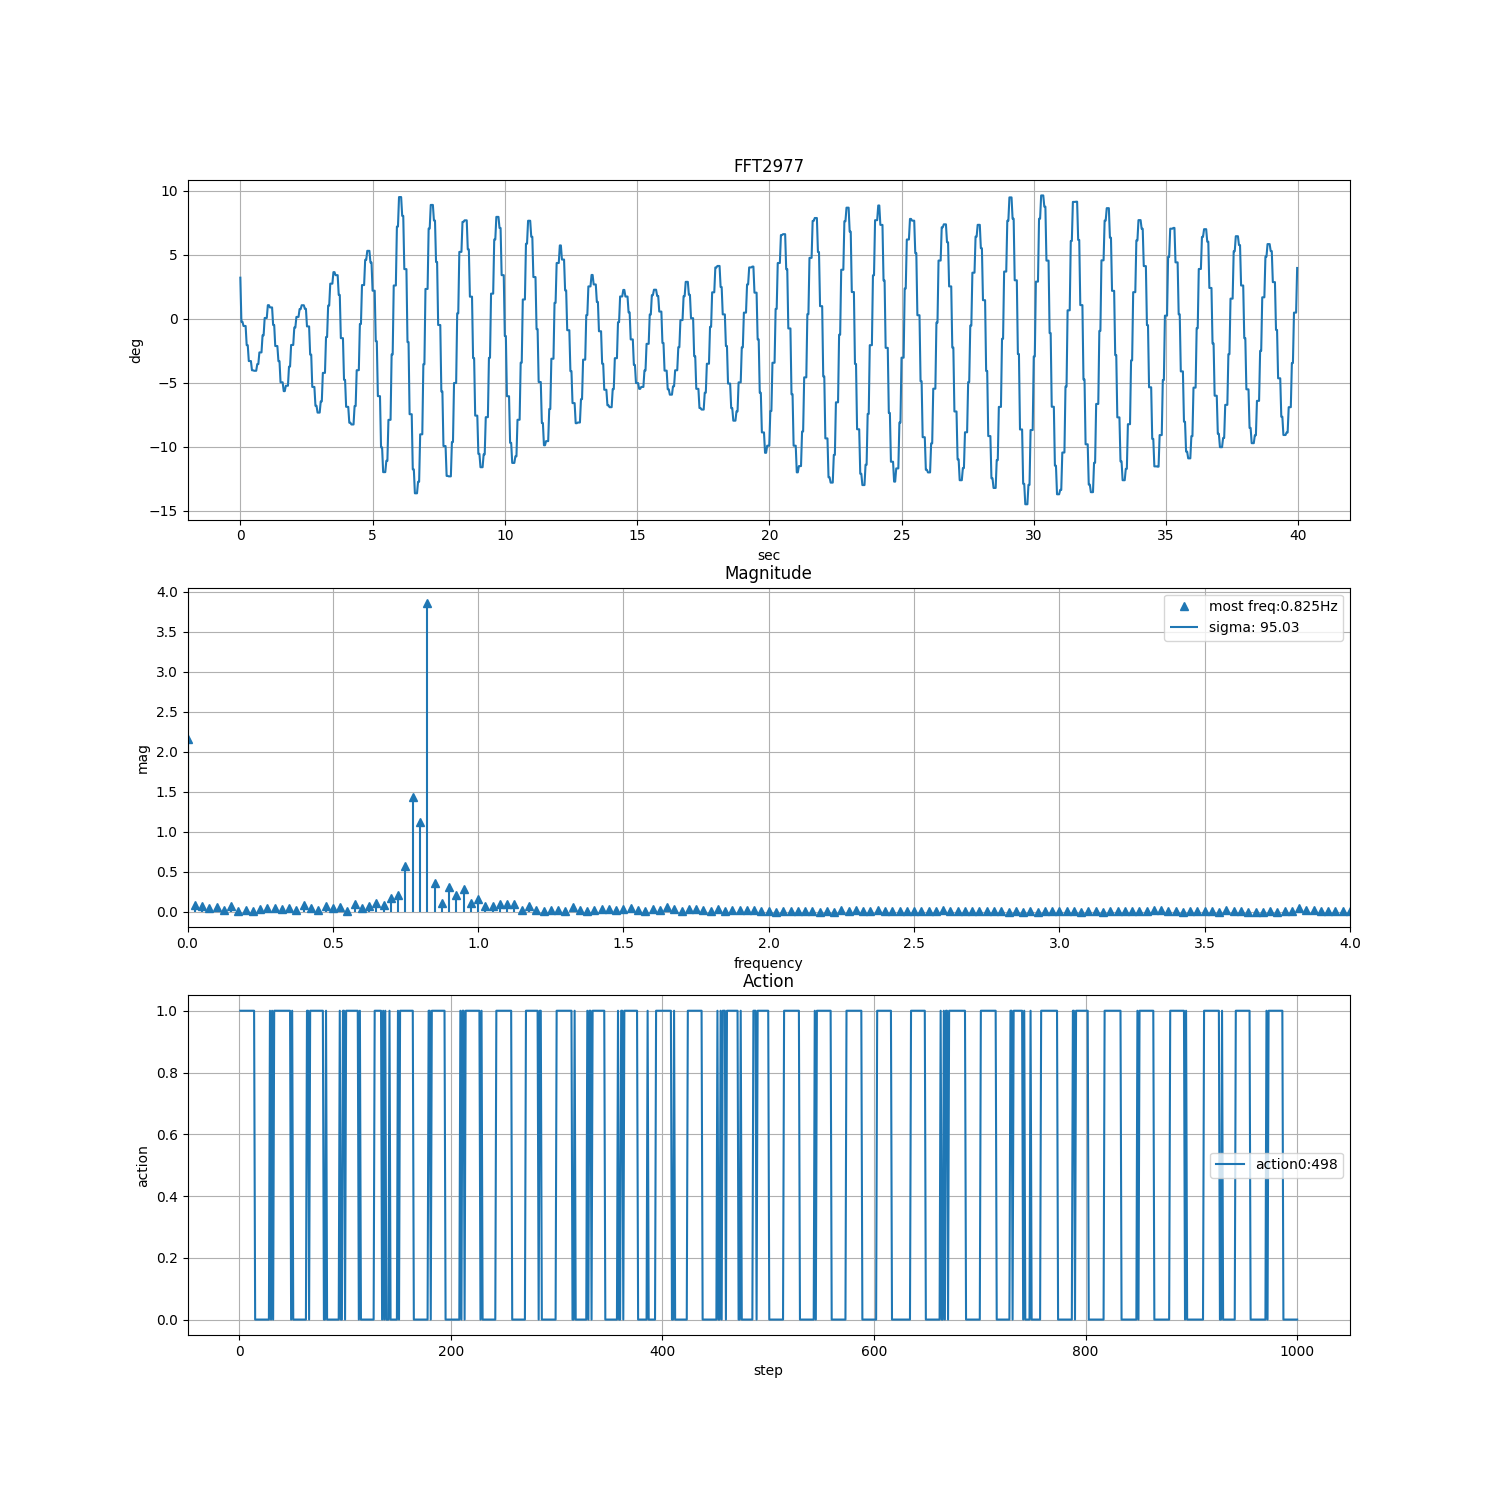 FFT2977
10
5
0
−5
−10
−15
deg
0 5 10 15 20 25 30 35 40
sec
Magnitude
4.0
3.5
3.0
2.5
2.0
1.5
1.0
0.5
0.0
mag
most freq:0.825Hz
sigma: 95.03
0.0 0.5 1.0 1.5 2.0 2.5 3.0 3.5 4.0
frequency
Action
1.0
0.8
0.6
0.4
0.2
0.0
action
action0:498
0 200 400 600 800 1000
step